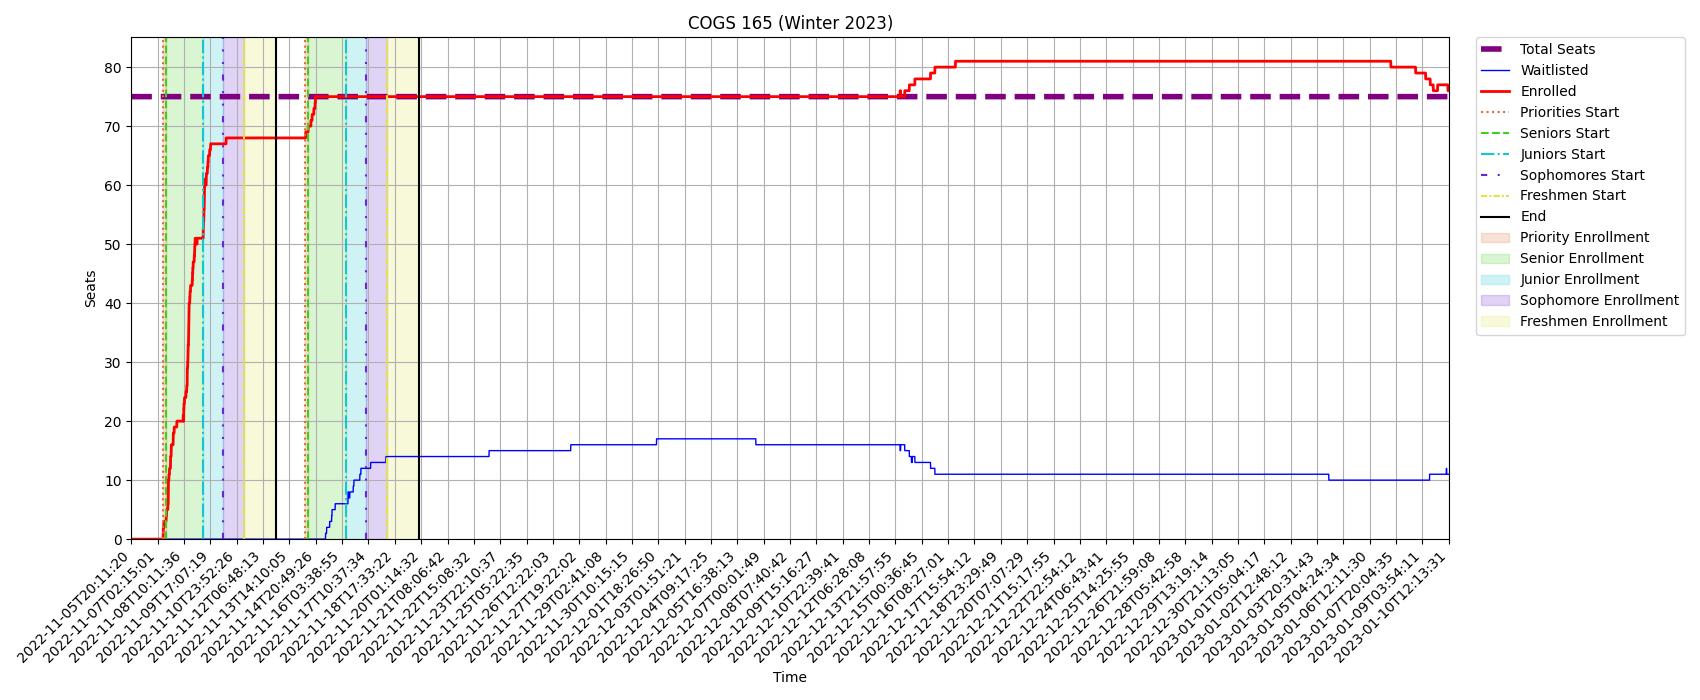 COGS 165 (Winter 2023)
Total Seats
Waitlisted
Enrolled
Priorities Start
Seniors Start
Juniors Start
Sophomores Start
Freshmen Start
End
Priority Enrollment
Senior Enrollment
Junior Enrollment
Sophomore Enrollment
Freshmen Enrollment
Seats
80
70
60
50
40
30
20
10
0
2022-11-05T20:11:20
2022-11-07T02:15:01
2022-11-08T10:11:36
2022-11-09T17:07:19
2022-11-10T23:52:26
2022-11-12T06:48:13
2022-11-13T14:10:05
2022-11-14T20:49:26
2022-11-16T03:38:55
2022-11-17T10:37:34
2022-11-18T17:33:22
2022-11-20T01:14:32
2022-11-21T08:06:42
2022-11-22T15:08:32
2022-11-23T22:10:37
2022-11-25T05:22:35
2022-11-26T12:22:03
2022-11-27T19:22:02
2022-11-29T02:41:08
2022-11-30T10:15:15
2022-12-01T18:26:50
2022-12-03T01:51:21
2022-12-04T09:17:25
2022-12-05T16:38:13
2022-12-07T00:01:49
2022-12-08T07:40:42
2022-12-09T15:16:27
2022-12-10T22:39:41
2022-12-12T06:28:08
2022-12-13T21:57:55
2022-12-15T00:36:45
2022-12-16T08:27:01
2022-12-17T15:54:12
2022-12-18T23:29:49
2022-12-20T07:07:29
2022-12-21T15:17:55
2022-12-22T22:54:12
2022-12-24T06:43:41
2022-12-25T14:25:55
2022-12-26T21:59:08
2022-12-28T05:42:58
2022-12-29T13:19:14
2022-12-30T21:13:05
2023-01-01T05:04:17
2023-01-02T12:48:12
2023-01-03T20:31:43
2023-01-05T04:24:34
2023-01-06T12:11:30
2023-01-07T20:04:35
2023-01-09T03:54:11
2023-01-10T12:13:31
Time